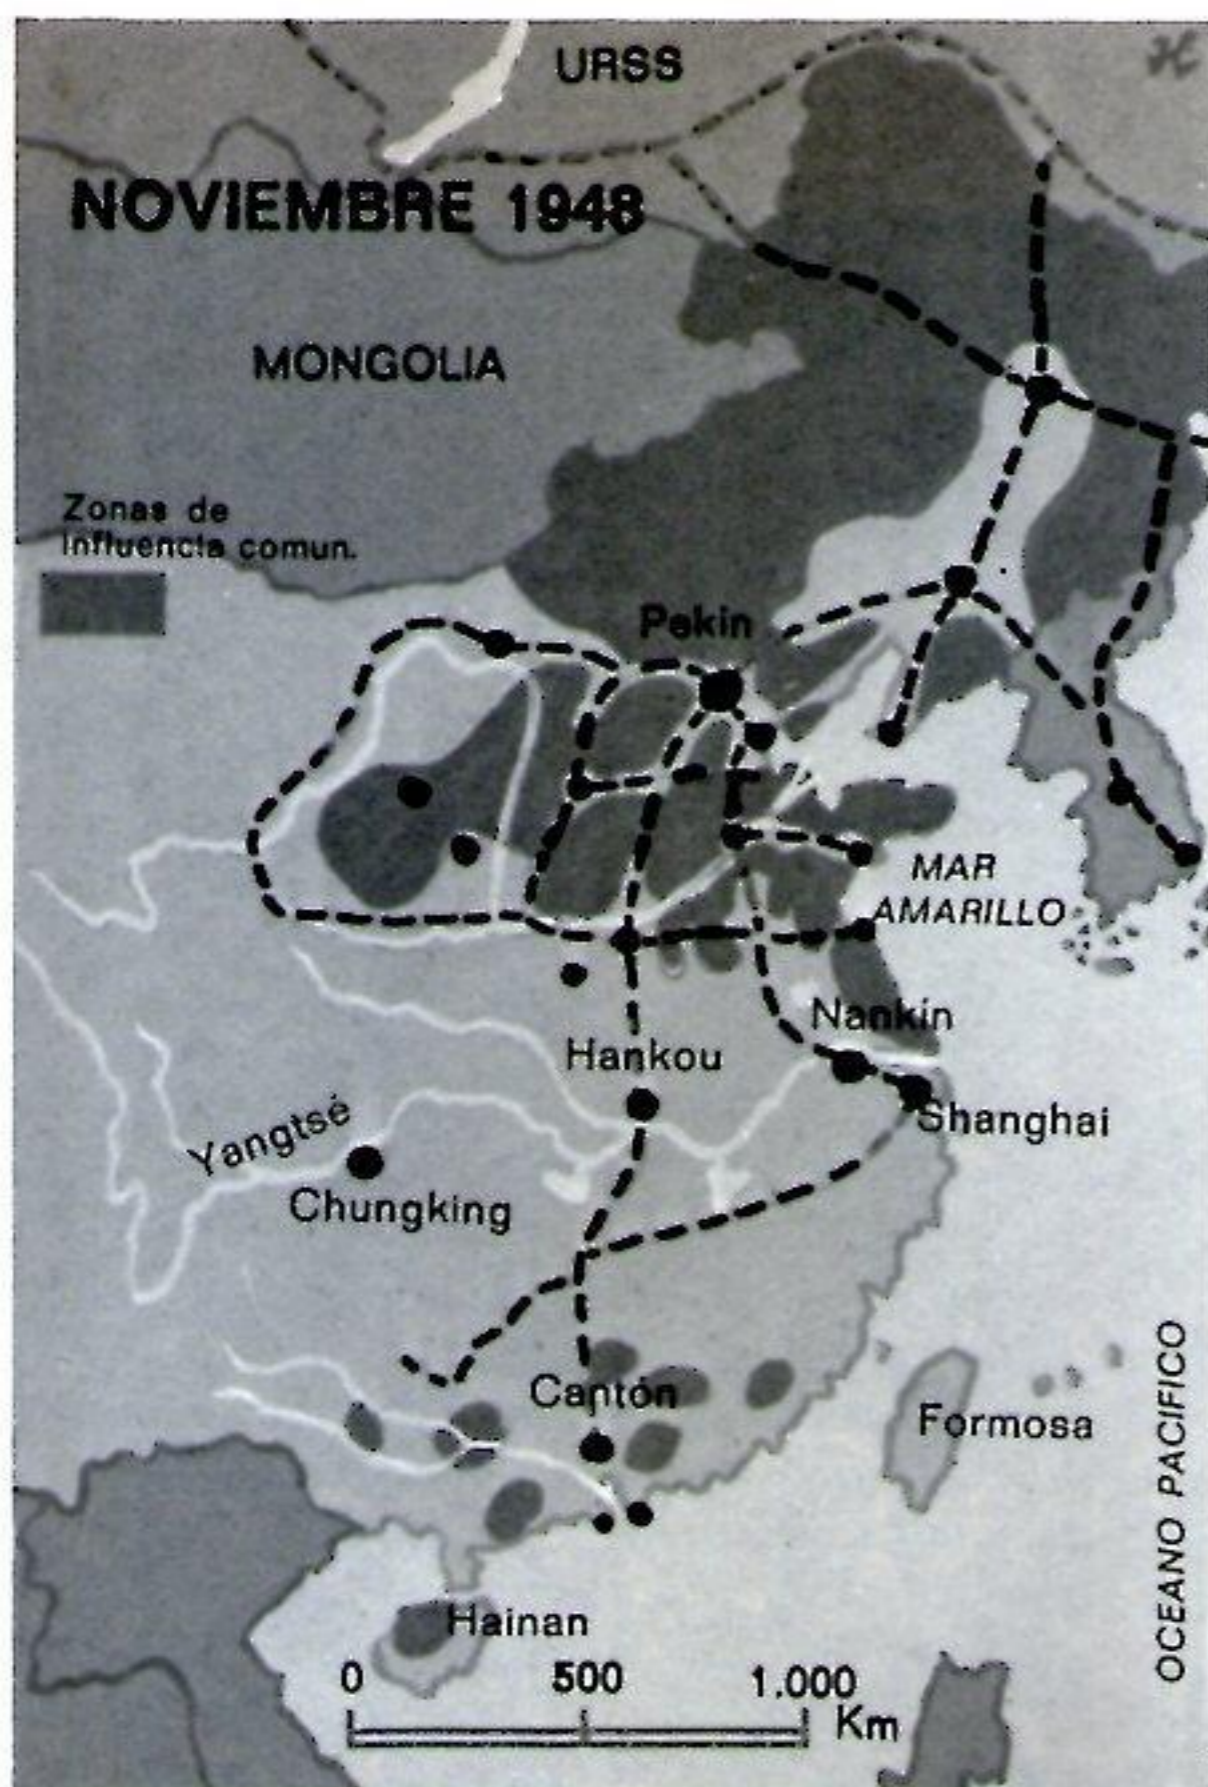 URSS
NOVIEMBRE 1948
MONGOLIA
Zonas de
influencia comun.
Pekin
MAR
AMARILLO
Nankin
Hankou
Shanghai
Yangtsé
Chungking
Cantón
Formosa
OCEANO PACIFICO
Hainan
0 500 1.000
Km